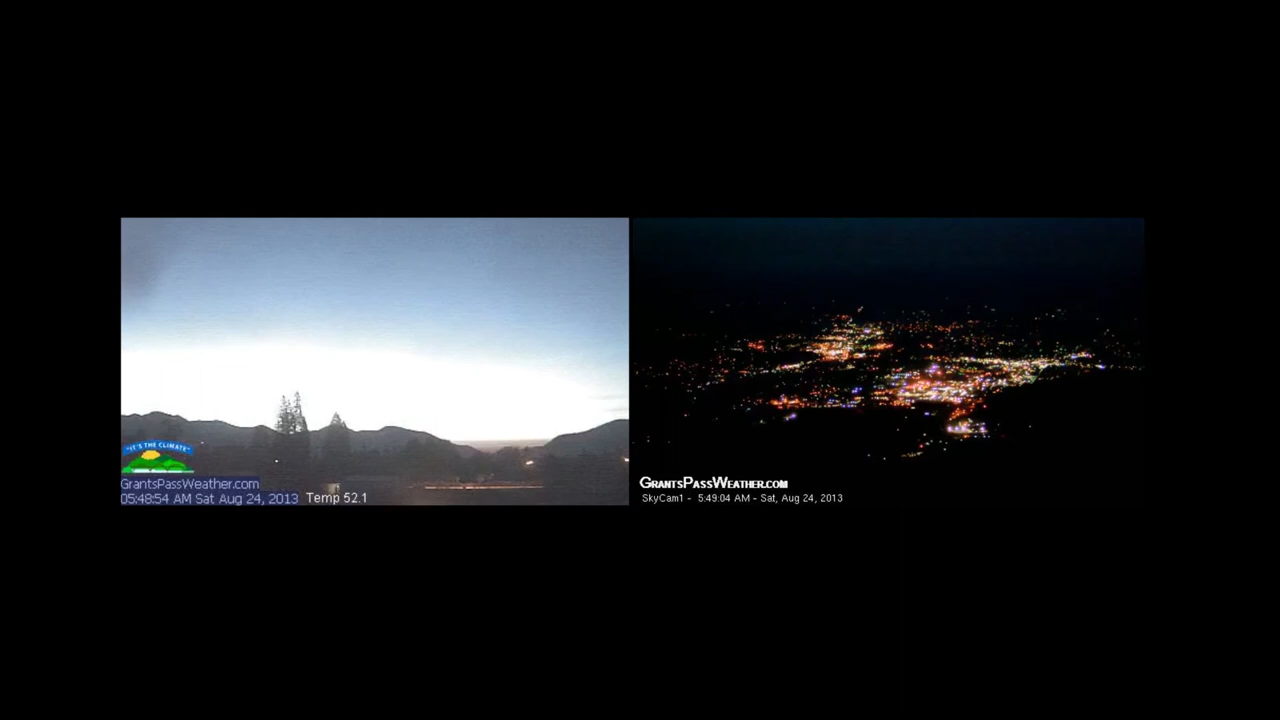 "IT'S THE CLIMATE"
GrantsPassWeather.com
05:48:54 AM Sat Aug 24, 2013 Temp 52.1
GRANTSPASSWEATHER.COM
SkyCam1 - 5:49:04 AM - Sat, Aug 24, 2013